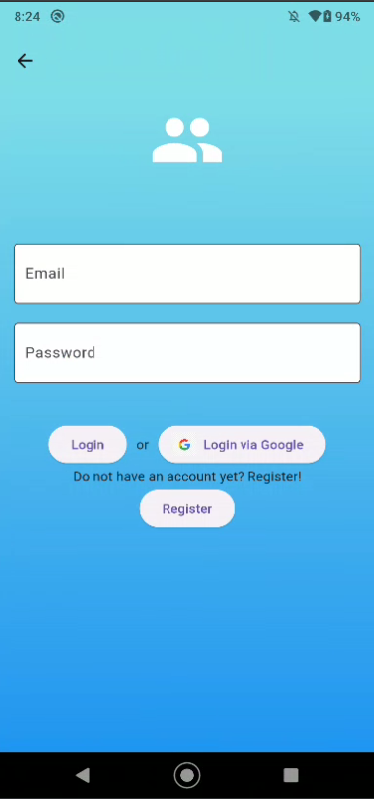 8:24 94%
Email
Password
Login or Login via Google
Do not have an account yet? Register!
Register